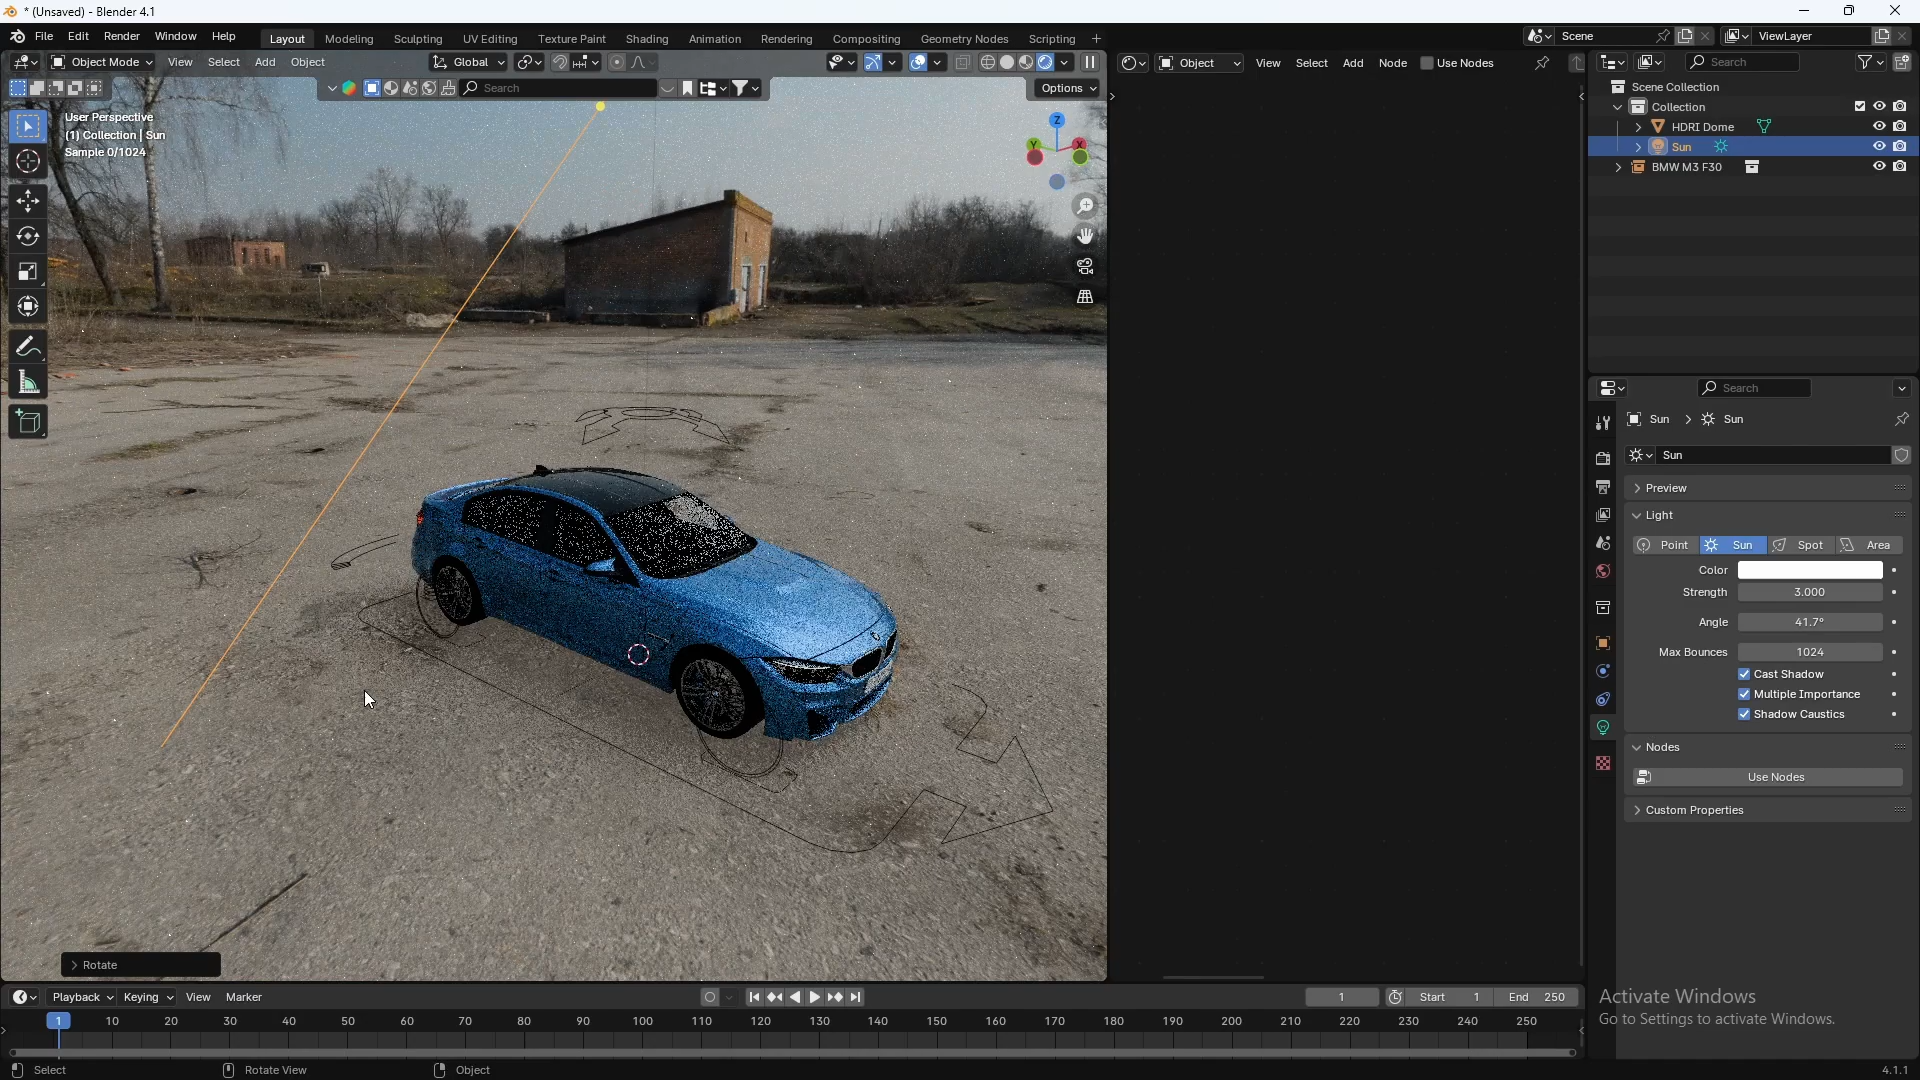 * (Unsaved) - Blender 4.1
File Edit Render Window Help Layout Modeling Sculpting UV Editing Texture Paint Shading Animation Rendering Compositing Geometry Nodes Scripting + Scene ViewLayer
Object Mode View Select Add Object Global
Object View Select Add Node Use Nodes
Search
Search
Options
User Perspective
(1) Collection | Sun
Sample 0/1024
Z
Y
X
Scene Collection
Collection
HDRI Dome
Sun
BMW M3 F30
Search
Sun > Sun
Sun
Preview
Light
Point Sun Spot Area
Color
Strength 3.000
Angle 41.7°
Max Bounces 1024
Cast Shadow
Multiple Importance
Shadow Caustics
Nodes
Use Nodes
Custom Properties
Rotate
Playback Keying View Marker
1 Start 1 End 250
1 10 20 30 40 50 60 70 80 90 100 110 120 130 140 150 160 170 180 190 200 210 220 230 240 250
Activate Windows
Go to Settings to activate Windows.
Select Rotate View Object
4.1.1